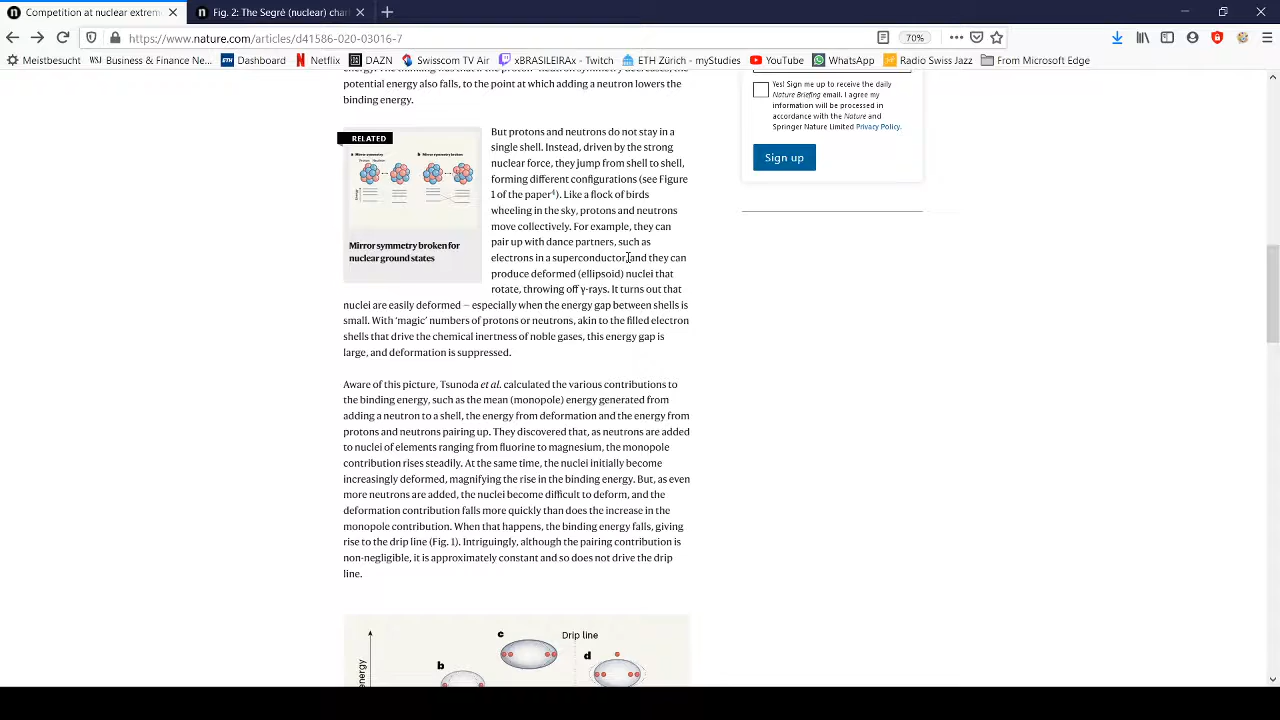 Competition at nuclear extrem
Fig. 2: The Segré (nuclear) char
https://www.nature.com/articles/d41586-020-03016-7
70%
Meistbesucht
Business & Finance...
Dashboard
Netflix
DAZN
Swisscom TV Air
xBRASILEIRAx - Twitch
ETH Zürich - myStudies
YouTube
WhatsApp
Radio Swiss Jazz
From Microsoft Edge
potential energy also falls, to the point at which adding a neutron lowers the
binding energy.
RELATED
Mirror symmetry broken for
nuclear ground states
But protons and neutrons do not stay in a
single shell. Instead, driven by the strong
nuclear force, they jump from shell to shell,
forming different configurations (see Figure
1 of the paper4). Like a flock of birds
wheeling in the sky, protons and neutrons
move collectively. For example, they can
pair up with dance partners, such as
electrons in a superconductor, and they can
produce deformed (ellipsoid) nuclei that
rotate, throwing off γ-rays. It turns out that
nuclei are easily deformed — especially when the energy gap between shells is
small. With ‘magic’ numbers of protons or neutrons, akin to the filled electron
shells that drive the chemical inertness of noble gases, this energy gap is
large, and deformation is suppressed.
Aware of this picture, Tsunoda et al. calculated the various contributions to
the binding energy, such as the mean (monopole) energy generated from
adding a neutron to a shell, the energy from deformation and the energy from
protons and neutrons pairing up. They discovered that, as neutrons are added
to nuclei of elements ranging from fluorine to magnesium, the monopole
contribution rises steadily. At the same time, the nuclei initially become
increasingly deformed, magnifying the rise in the binding energy. But, as even
more neutrons are added, the nuclei become difficult to deform, and the
deformation contribution falls more quickly than does the increase in the
monopole contribution. When that happens, the binding energy falls, giving
rise to the drip line (Fig. 1). Intriguingly, although the pairing contribution is
non-negligible, it is approximately constant and so does not drive the drip
line.
c
Drip line
d
b
energy
Yes! Sign me up to receive the daily
Nature Briefing email. I agree my
information will be processed in
accordance with the Nature and
Springer Nature Limited Privacy Policy.
Sign up